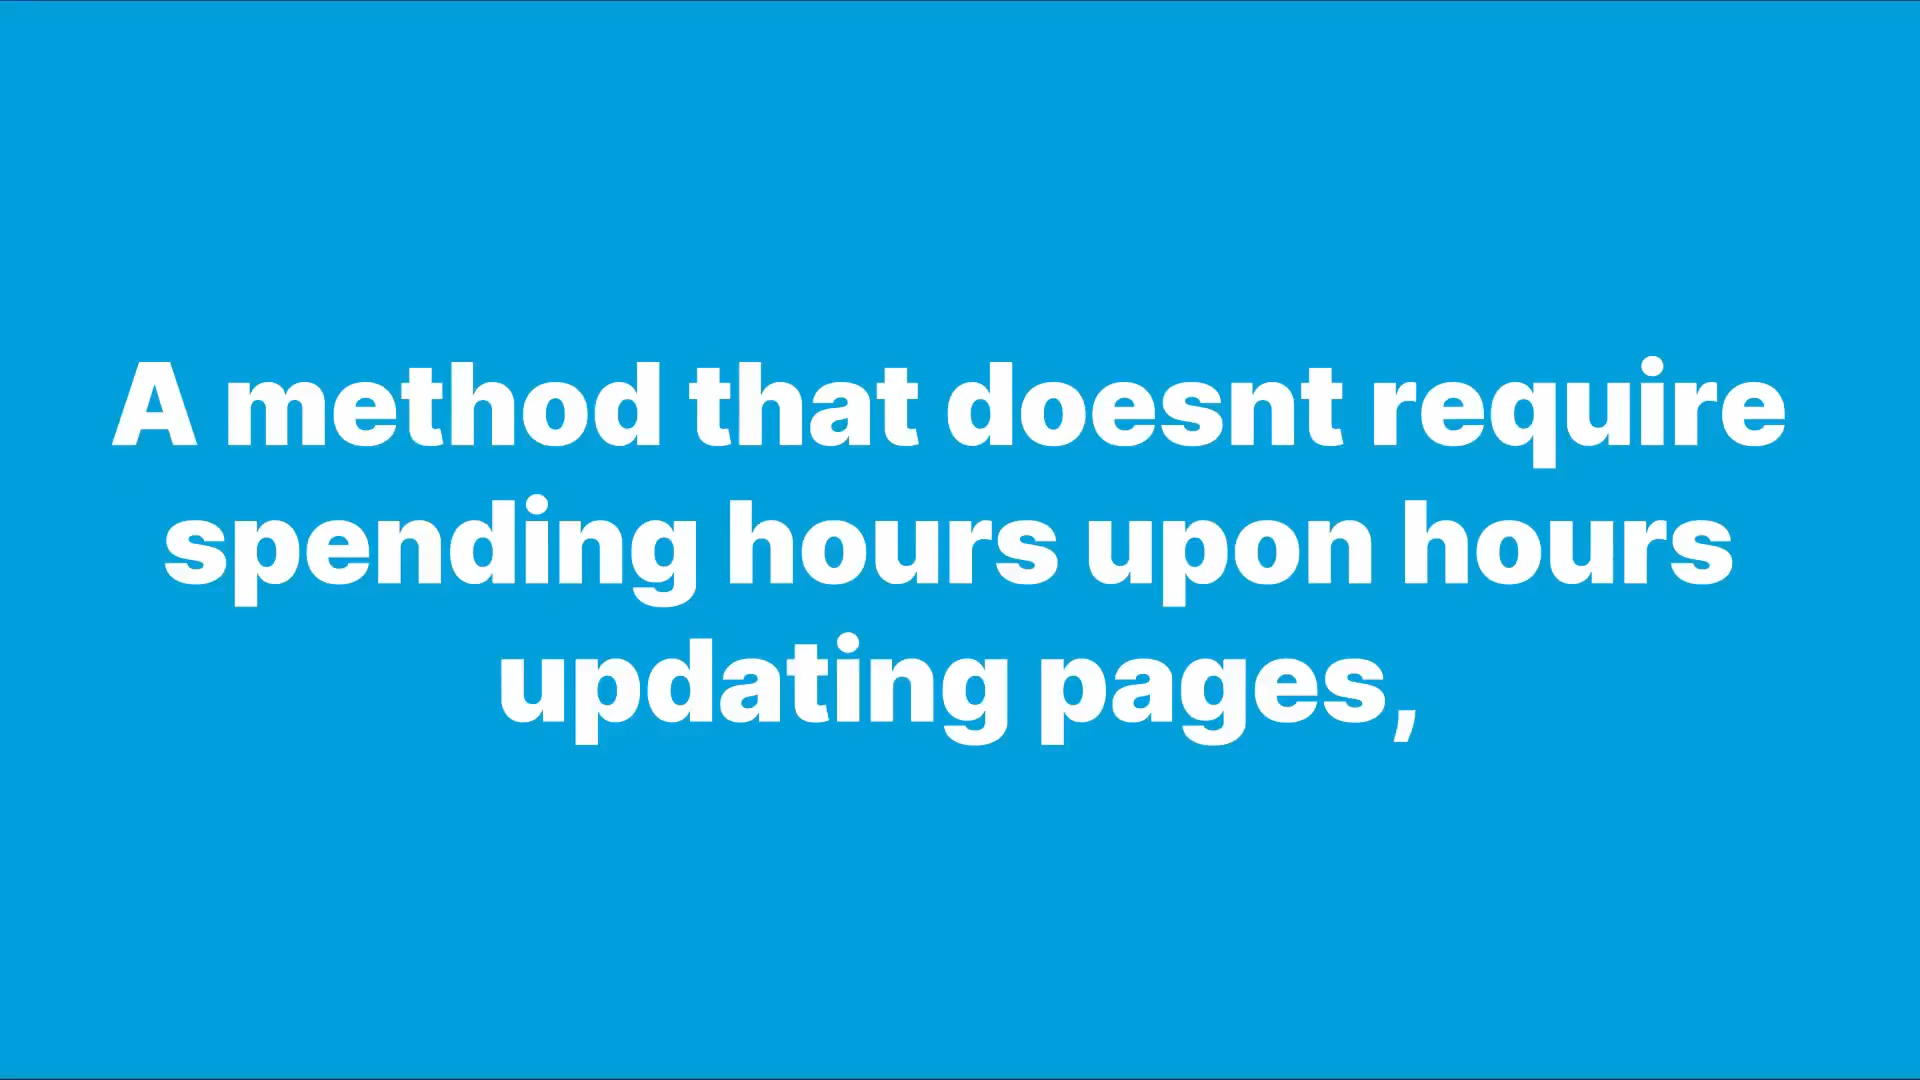 A method that doesnt require
spending hours upon hours
updating pages,